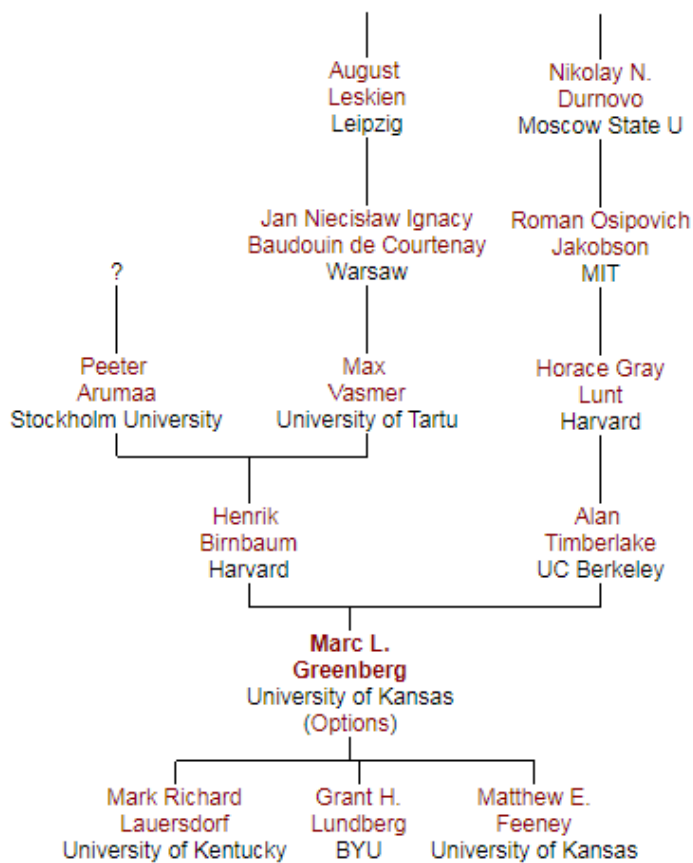 August
Leskien
Leipzig
Nikolay N.
Durnovo
Moscow State U
Jan Niecisław Ignacy
Baudouin de Courtenay
Warsaw
Roman Osipovich
Jakobson
MIT
?
Peeter
Arumaa
Stockholm University
Max
Vasmer
University of Tartu
Horace Gray
Lunt
Harvard
Henrik
Birnbaum
Harvard
Alan
Timberlake
UC Berkeley
Marc L.
Greenberg
University of Kansas
(Options)
Mark Richard
Lauersdorf
University of Kentucky
Grant H.
Lundberg
BYU
Matthew E.
Feeney
University of Kansas